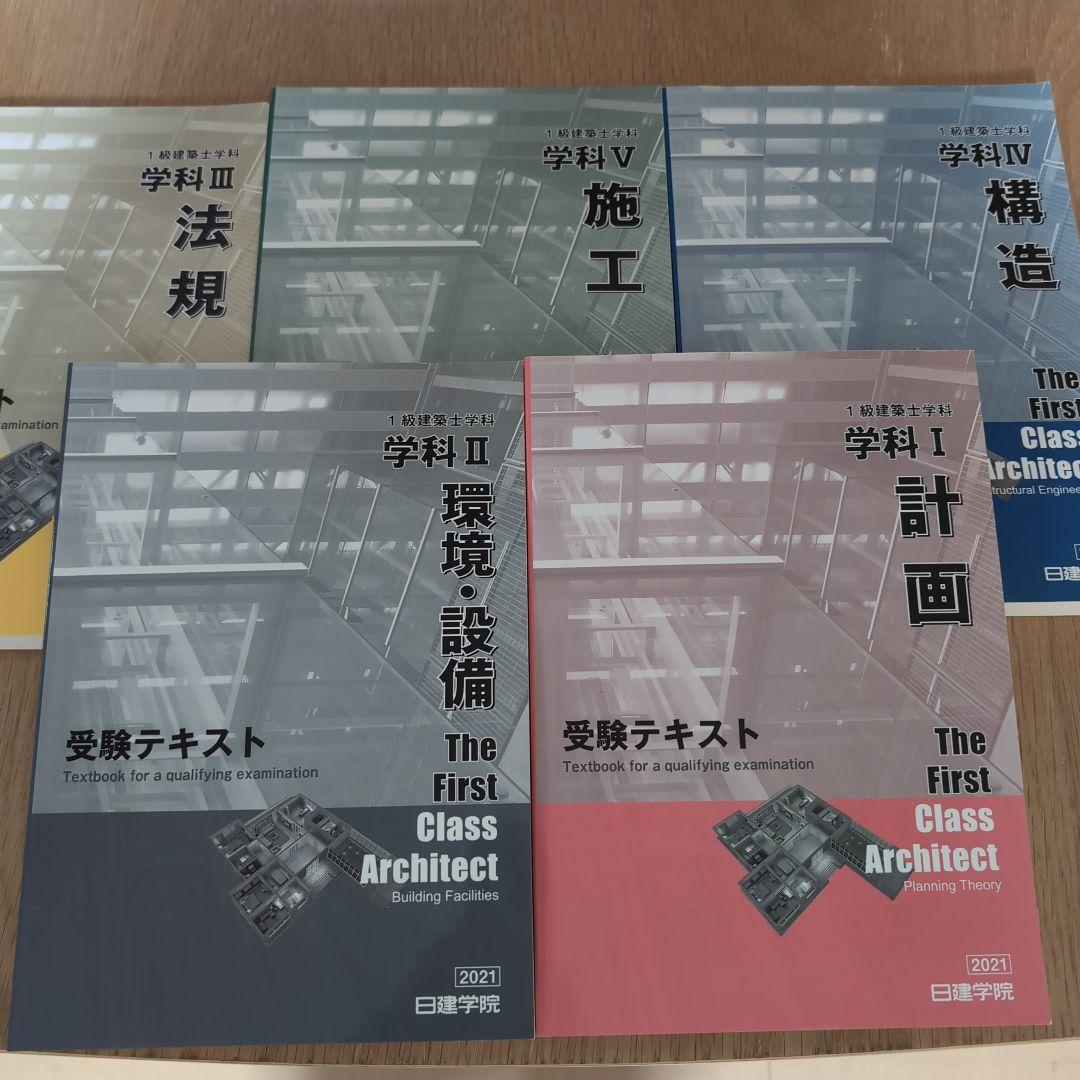 1級建築士学科
学科Ⅲ
法規
ト
amination
1級建築士学科
学科Ⅴ
施工
1級建築士学科
学科Ⅳ
構造
The
First
Class
Architec
tructural Enginee
日建
1級建築士学科
学科Ⅱ
環境・設備
受験テキスト
Textbook for a qualifying examination
The
First
Class
Architect
Building Facilities
2021
日建学院
1級建築士学科
学科Ⅰ
計画
受験テキスト
Textbook for a qualifying examination
The
First
Class
Architect
Planning Theory
2021
日建学院